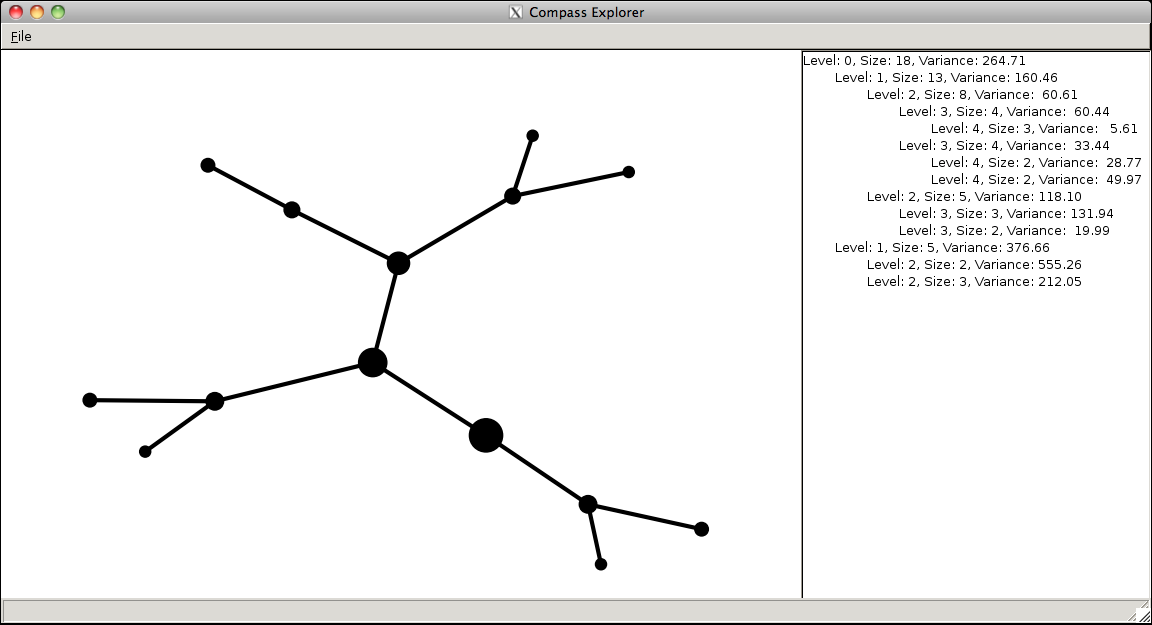 Compass Explorer
File
Level: 0, Size: 18, Variance: 264.71
Level: 1, Size: 13, Variance: 160.46
Level: 2, Size: 8, Variance: 60.61
Level: 3, Size: 4, Variance: 60.44
Level: 4, Size: 3, Variance: 5.61
Level: 3, Size: 4, Variance: 33.44
Level: 4, Size: 2, Variance: 28.77
Level: 4, Size: 2, Variance: 49.97
Level: 2, Size: 5, Variance: 118.10
Level: 3, Size: 3, Variance: 131.94
Level: 3, Size: 2, Variance: 19.99
Level: 1, Size: 5, Variance: 376.66
Level: 2, Size: 2, Variance: 555.26
Level: 2, Size: 3, Variance: 212.05